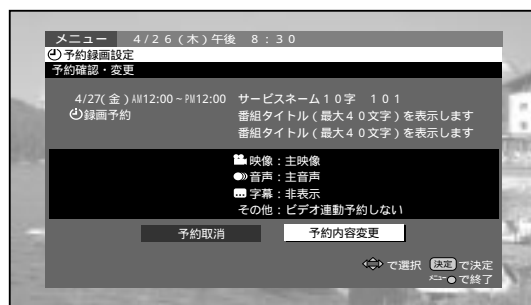 メニュー 4/26(木)午後 8:30
予約録画設定
予約確認・変更
4/27(金)AM12:00~PM12:00 サービスネーム10字 101
録画予約 番組タイトル(最大40文字)を表示します
番組タイトル(最大40文字)を表示します
映像:主映像
音声:主音声
字幕:非表示
その他:ビデオ連動予約しない
予約取消 予約内容変更
で選択 決定 で決定
メニュー で終了